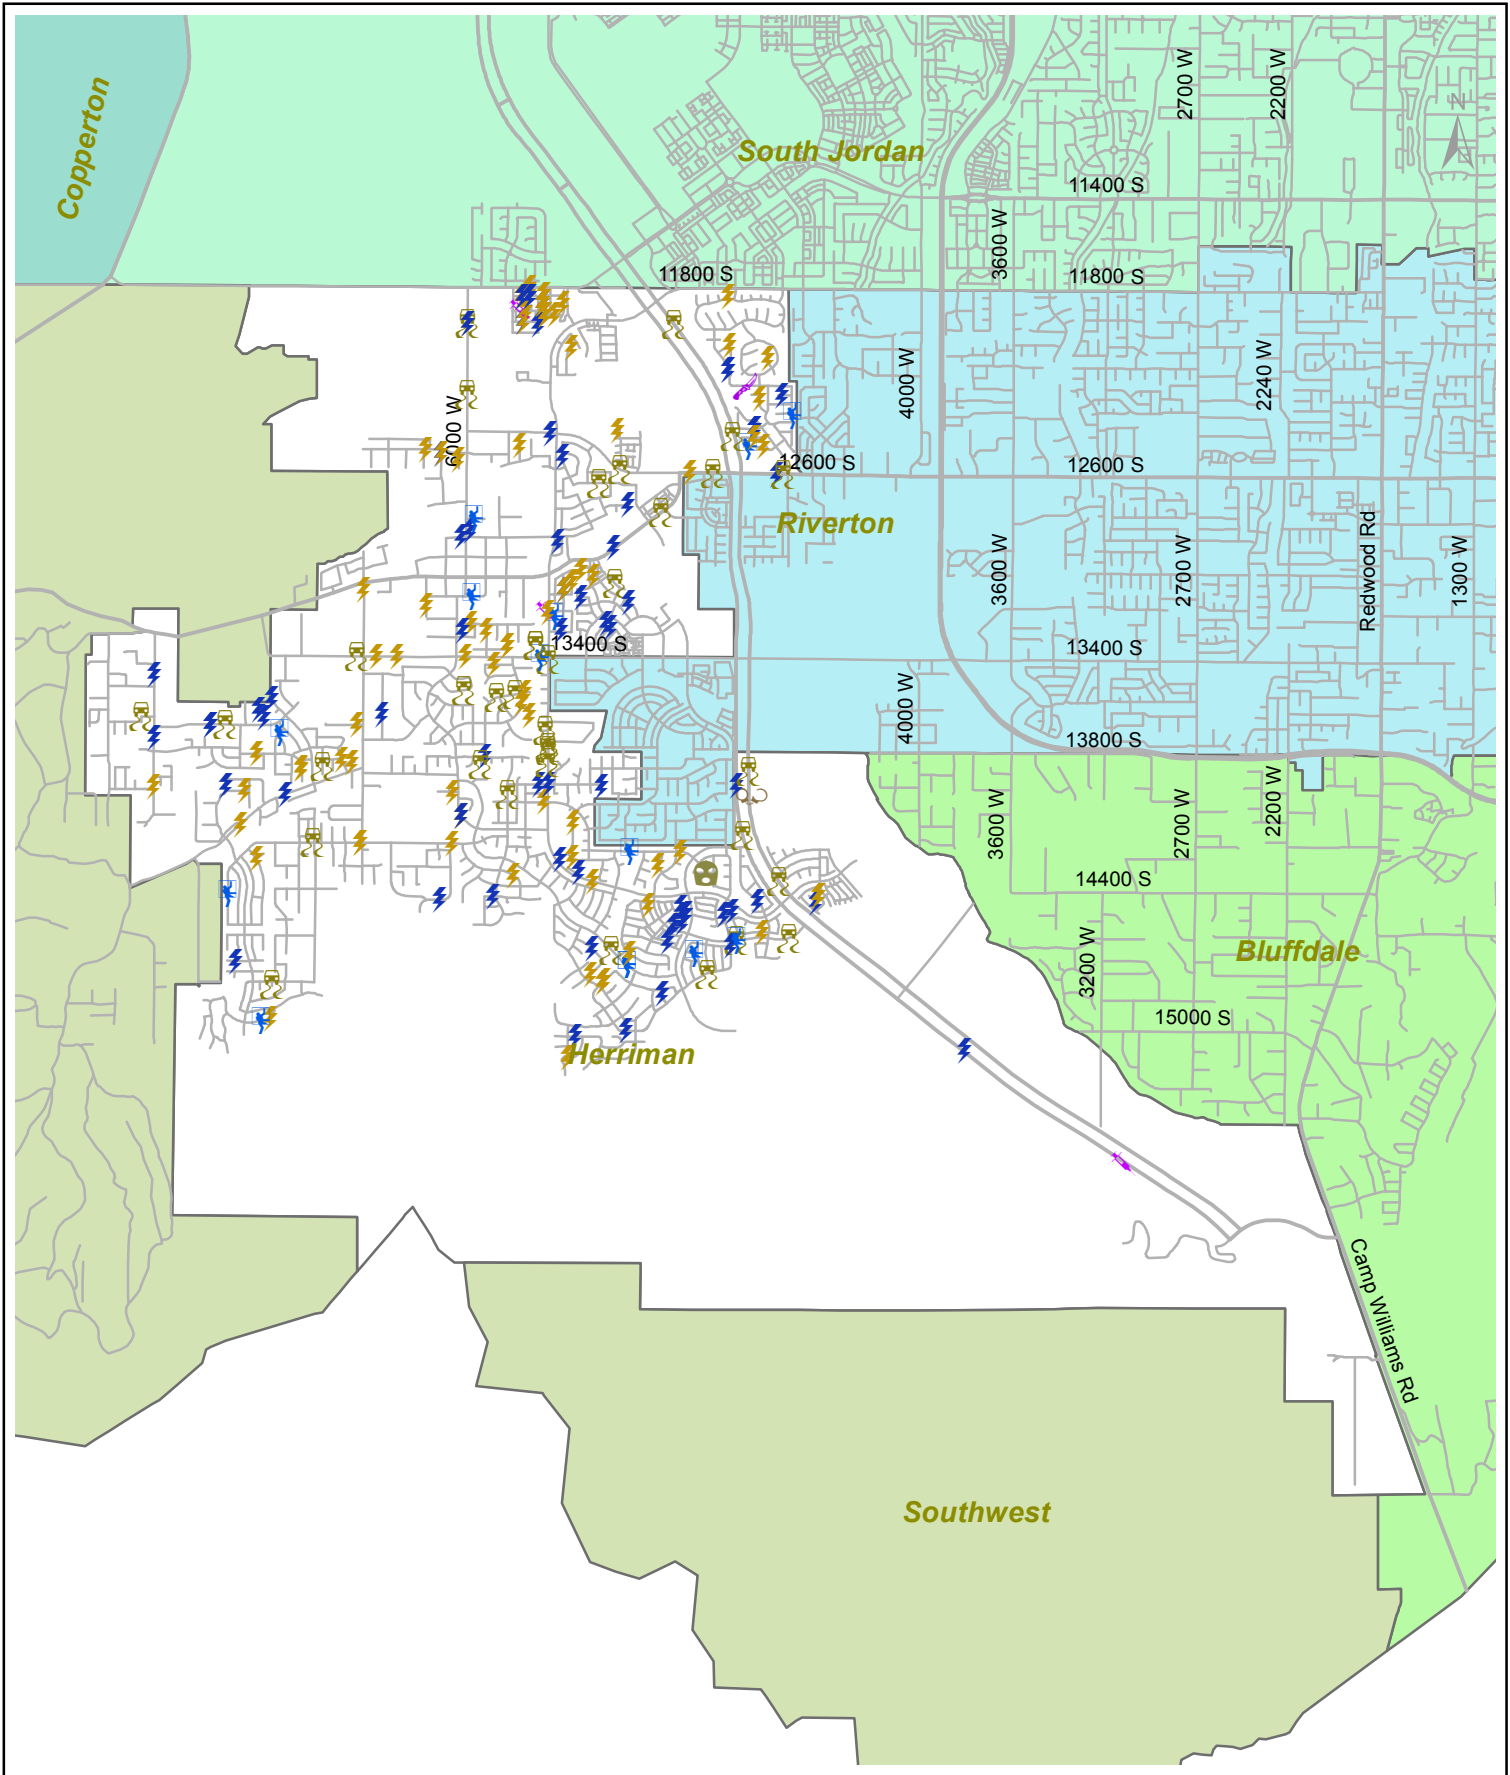 Copperton
South Jordan
2700 W
2200 W
N
11400 S
3600 W
11800 S
11800 S
4000 W
2240 W
6000 W
12600 S
12600 S
Riverton
3600 W
2700 W
Redwood Rd
1300 W
13400 S
13400 S
4000 W
13800 S
3600 W
2700 W
2200 W
14400 S
3200 W
Bluffdale
15000 S
Herriman
Camp Williams Rd
Southwest